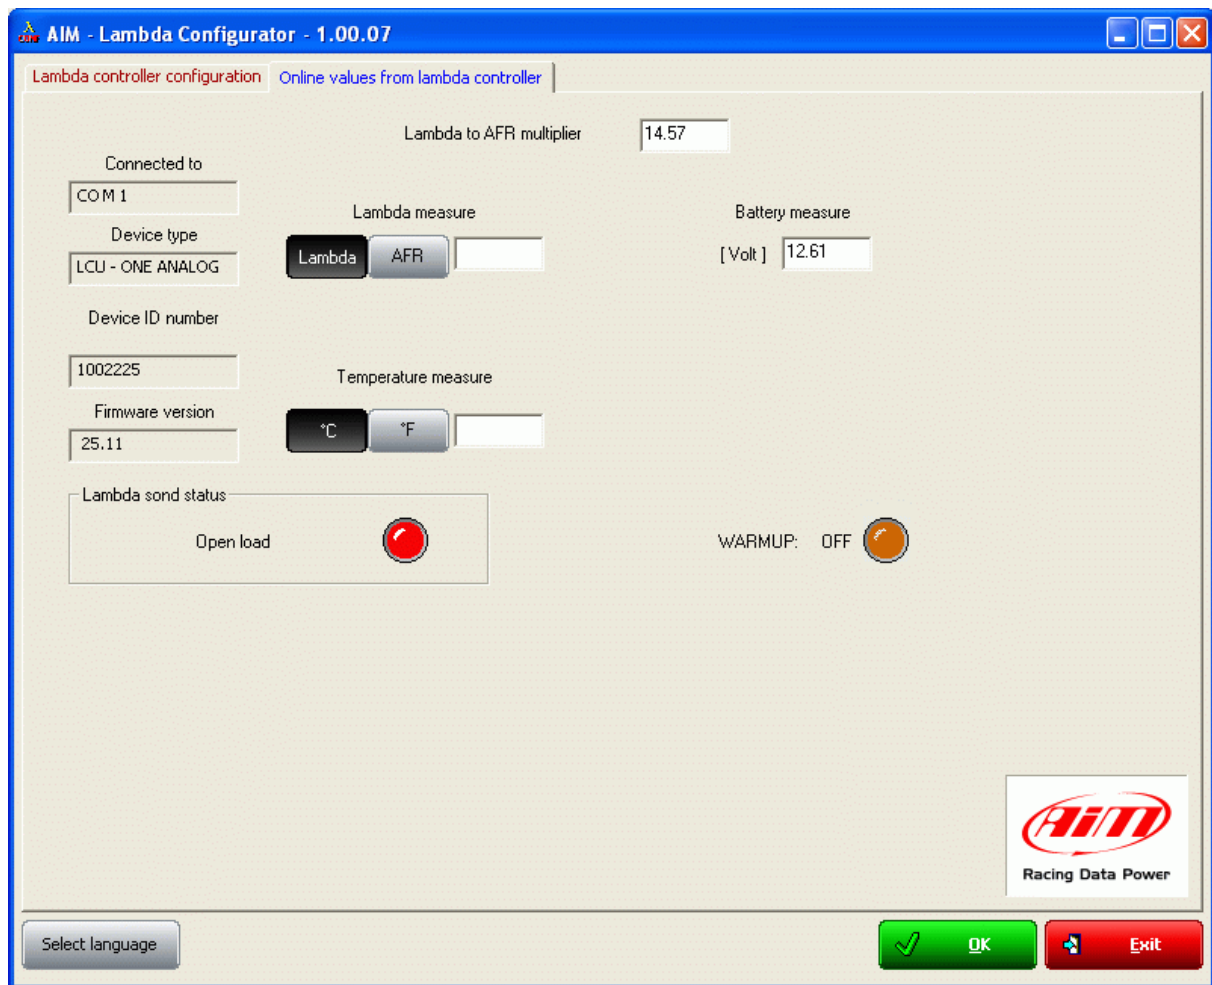 AIM - Lambda Configurator - 1.00.07
Lambda controller configuration
Online values from lambda controller
Lambda to AFR multiplier
14.57
Connected to
COM 1
Device type
LCU - ONE ANALOG
Device ID number
1002225
Firmware version
25.11
Lambda measure
Lambda
AFR
Battery measure
[ Volt ]
12.61
Temperature measure
°C
°F
Lambda sond status
Open load
WARMUP: OFF
AiM
Racing Data Power
Select language
OK
Exit